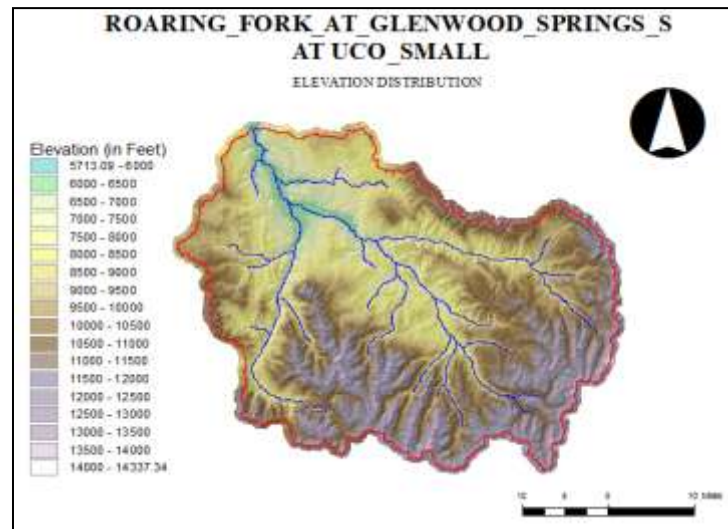 ROARING_FORK_AT_GLENWOOD_SPRINGS_S
AT UCO_SMALL
ELEVATION DISTRIBUTION
Elevation (in Feet)
5713.09 - 6000
6000 - 6500
6500 - 7000
7000 - 7500
7500 - 8000
8000 - 8500
8500 - 9000
9000 - 9500
9500 - 10000
10000 - 10500
10500 - 11000
11000 - 11500
11500 - 12000
12000 - 12500
12500 - 13000
13000 - 13500
13500 - 14000
14000 - 14337.34
10 Miles